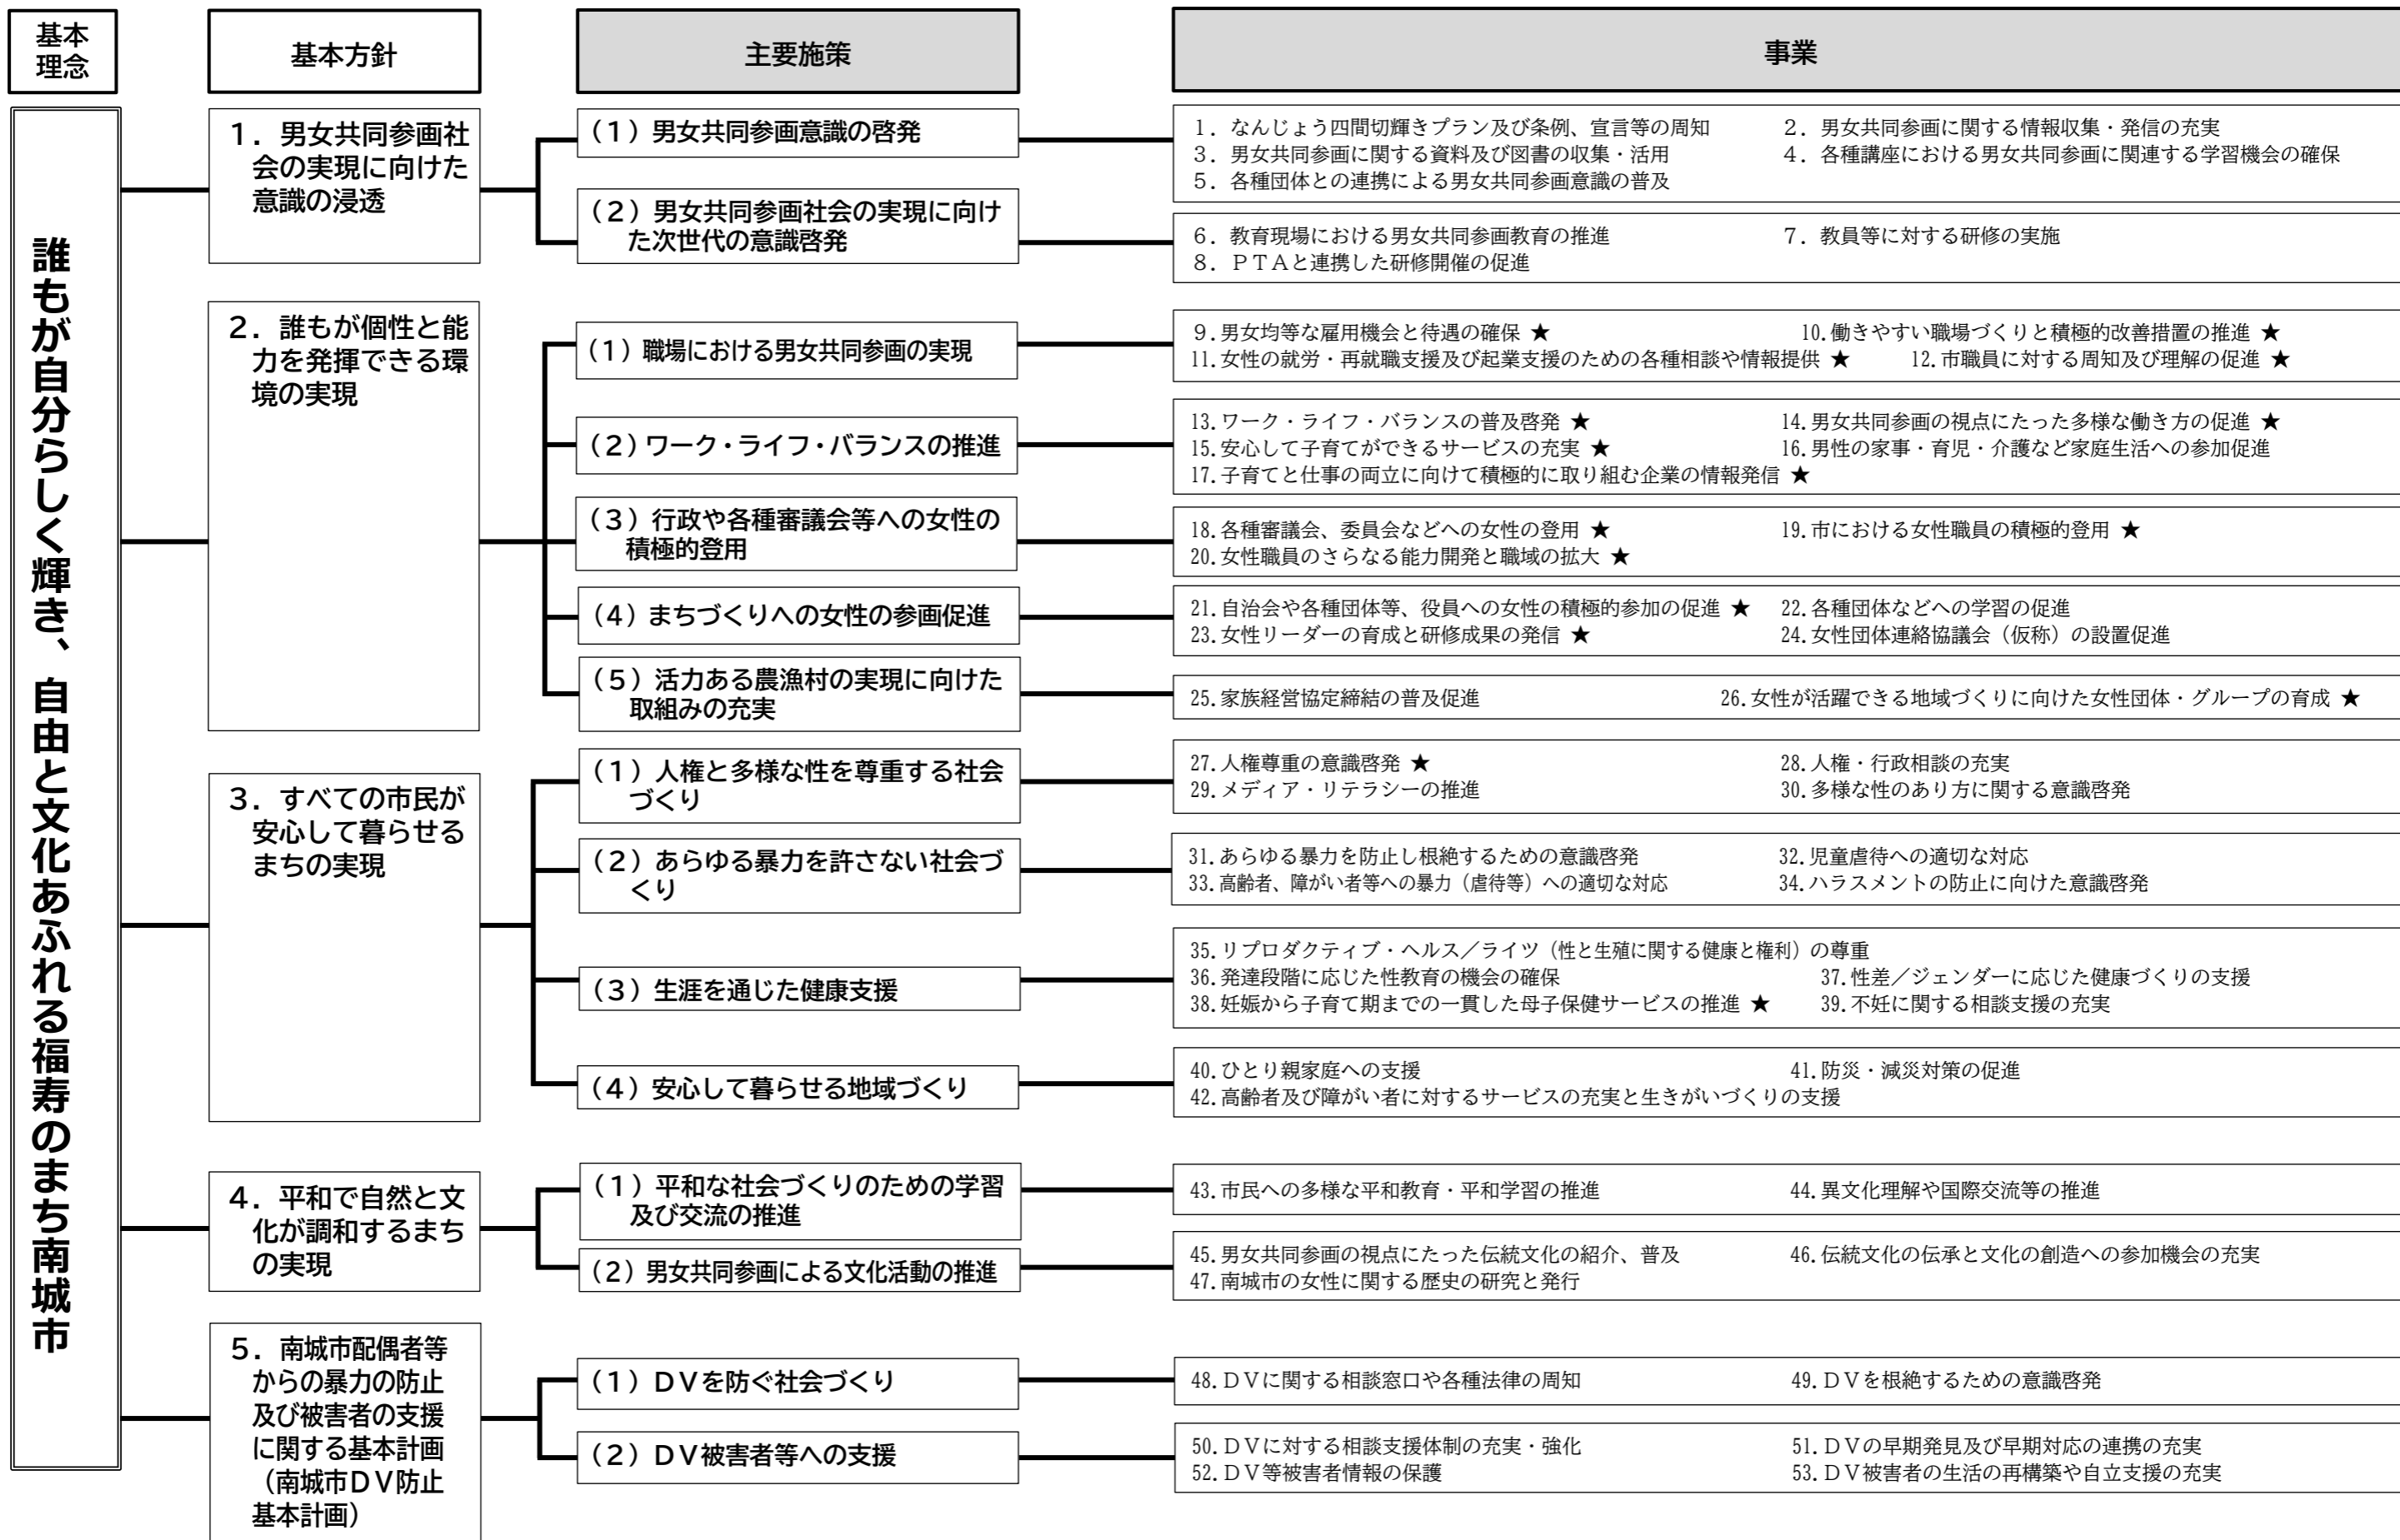 基本
理念
基本方針
主要施策
事業
誰もが自分らしく輝き、自由と文化あふれる福寿のまち南城市
１．男女共同参画社
会の実現に向けた
意識の浸透
（１）男女共同参画意識の啓発
１．なんじょう四間切輝きプラン及び条例、宣言等の周知　２．男女共同参画に関する情報収集・発信の充実
３．男女共同参画に関する資料及び図書の収集・活用　４．各種講座における男女共同参画に関連する学習機会の確保
５．各種団体との連携による男女共同参画意識の普及
（２）男女共同参画社会の実現に向け
た次世代の意識啓発
６．教育現場における男女共同参画教育の推進　７．教員等に対する研修の実施
８．ＰＴＡと連携した研修開催の促進
２．誰もが個性と能
力を発揮できる環
境の実現
（１）職場における男女共同参画の実現
９.男女均等な雇用機会と待遇の確保 ★　10.働きやすい職場づくりと積極的改善措置の推進 ★
11.女性の就労・再就職支援及び起業支援のための各種相談や情報提供 ★　12.市職員に対する周知及び理解の促進 ★
（２）ワーク・ライフ・バランスの推進
13.ワーク・ライフ・バランスの普及啓発 ★　14.男女共同参画の視点にたった多様な働き方の促進 ★
15.安心して子育てができるサービスの充実 ★　16.男性の家事・育児・介護など家庭生活への参加促進
17.子育てと仕事の両立に向けて積極的に取り組む企業の情報発信 ★
（３）行政や各種審議会等への女性の
積極的登用
18.各種審議会、委員会などへの女性の登用 ★　19.市における女性職員の積極的登用 ★
20.女性職員のさらなる能力開発と職域の拡大 ★
（４）まちづくりへの女性の参画促進
21.自治会や各種団体等、役員への女性の積極的参加の促進 ★　22.各種団体などへの学習の促進
23.女性リーダーの育成と研修成果の発信 ★　24.女性団体連絡協議会（仮称）の設置促進
（５）活力ある農漁村の実現に向けた
取組みの充実
25.家族経営協定締結の普及促進　26.女性が活躍できる地域づくりに向けた女性団体・グループの育成 ★
３．すべての市民が
安心して暮らせる
まちの実現
（１）人権と多様な性を尊重する社会
づくり
27.人権尊重の意識啓発 ★　28.人権・行政相談の充実
29.メディア・リテラシーの推進　30.多様な性のあり方に関する意識啓発
（２）あらゆる暴力を許さない社会づ
くり
31.あらゆる暴力を防止し根絶するための意識啓発　32.児童虐待への適切な対応
33.高齢者、障がい者等への暴力（虐待等）への適切な対応　34.ハラスメントの防止に向けた意識啓発
（３）生涯を通じた健康支援
35.リプロダクティブ・ヘルス／ライツ（性と生殖に関する健康と権利）の尊重
36.発達段階に応じた性教育の機会の確保　37.性差／ジェンダーに応じた健康づくりの支援
38.妊娠から子育て期までの一貫した母子保健サービスの推進 ★　39.不妊に関する相談支援の充実
（４）安心して暮らせる地域づくり
40.ひとり親家庭への支援　41.防災・減災対策の促進
42.高齢者及び障がい者に対するサービスの充実と生きがいづくりの支援
４．平和で自然と文
化が調和するまち
の実現
（１）平和な社会づくりのための学習
及び交流の推進
43.市民への多様な平和教育・平和学習の推進　44.異文化理解や国際交流等の推進
（２）男女共同参画による文化活動の推進
45.男女共同参画の視点にたった伝統文化の紹介、普及　46.伝統文化の伝承と文化の創造への参加機会の充実
47.南城市の女性に関する歴史の研究と発行
５．南城市配偶者等
からの暴力の防止
及び被害者の支援
に関する基本計画
（南城市ＤＶ防止
基本計画）
（１）ＤＶを防ぐ社会づくり
48.ＤＶに関する相談窓口や各種法律の周知　49.ＤＶを根絶するための意識啓発
（２）ＤＶ被害者等への支援
50.ＤＶに対する相談支援体制の充実・強化　51.ＤＶの早期発見及び早期対応の連携の充実
52.ＤＶ等被害者情報の保護　53.ＤＶ被害者の生活の再構築や自立支援の充実